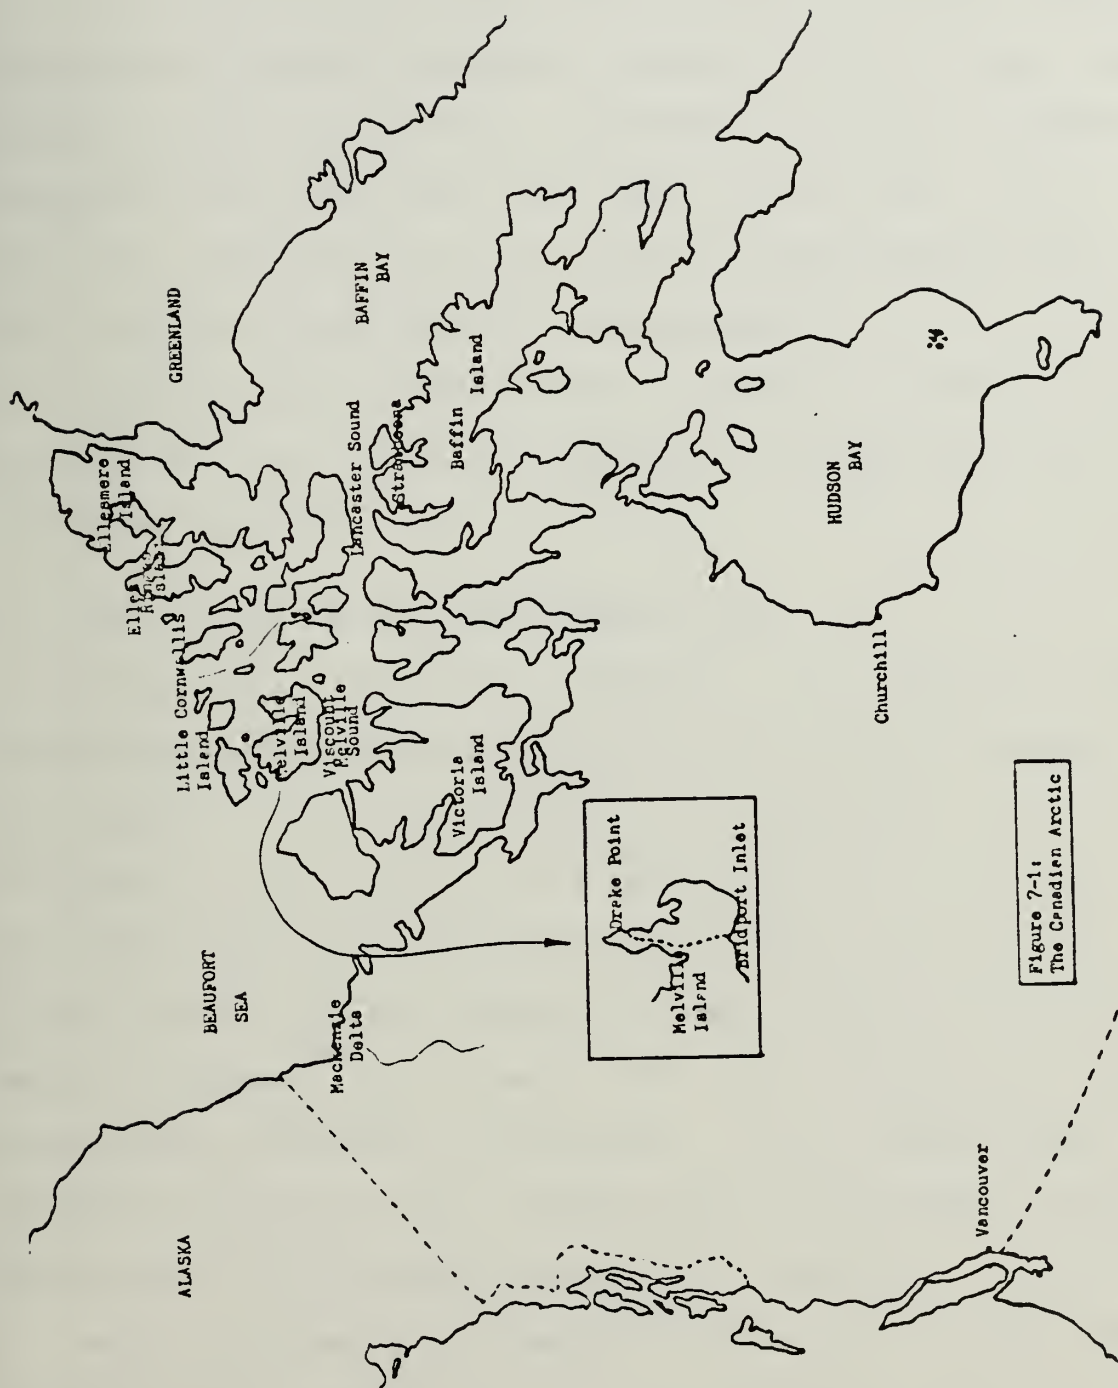 GREENLAND
BAFFIN
BAY
Ellesmere
Island
Island
Little Cornwallis
Island
Lancaster Sound
Strathcona
Baffin
Island
Melville
Island
Viscount
Melville
Sound
Victoria
Island
BEAUFORT
SEA
Mackenzie
Delta
ALASKA
HUDSON
BAY
Churchill
Vancouver
Drake Point
Melville
Island
Bridport Inlet
Figure 7-1:
The Canadian Arctic